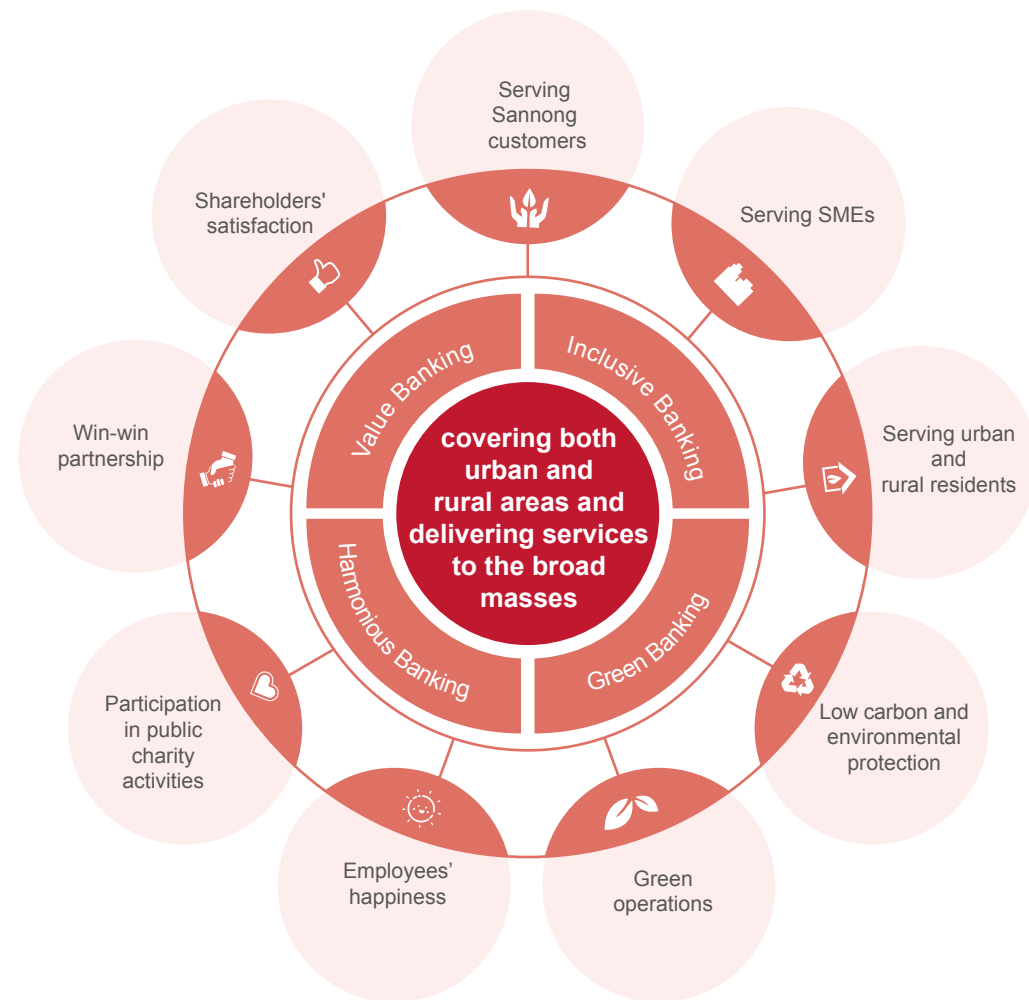 Serving
Sannong
customers
Shareholders'
satisfaction
Serving SMEs
Value Banking
Inclusive Banking
Win-win
partnership
covering both
urban and
rural areas and
delivering services
to the broad
masses
Serving urban
and
rural residents
Harmonious Banking
Green Banking
Participation
in public
charity
activities
Low carbon and
environmental
protection
Employees’
happiness
Green
operations